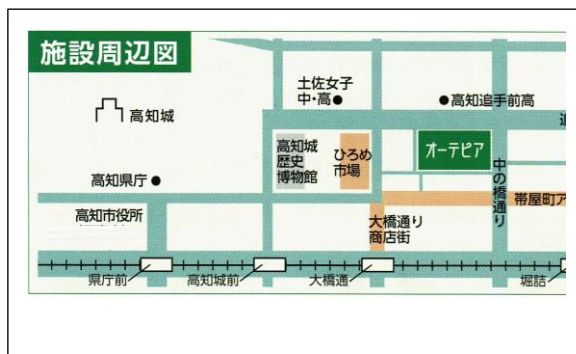 施設周辺図
土佐女子
中・高
高知追手前高
高知城
追
高知城
歴史
博物館
ひろめ
市場
オーテピア
中の橋通り
高知県庁
帯屋町ア
高知市役所
大橋通り
商店街
県庁前
高知城前
大橋通
堀詰